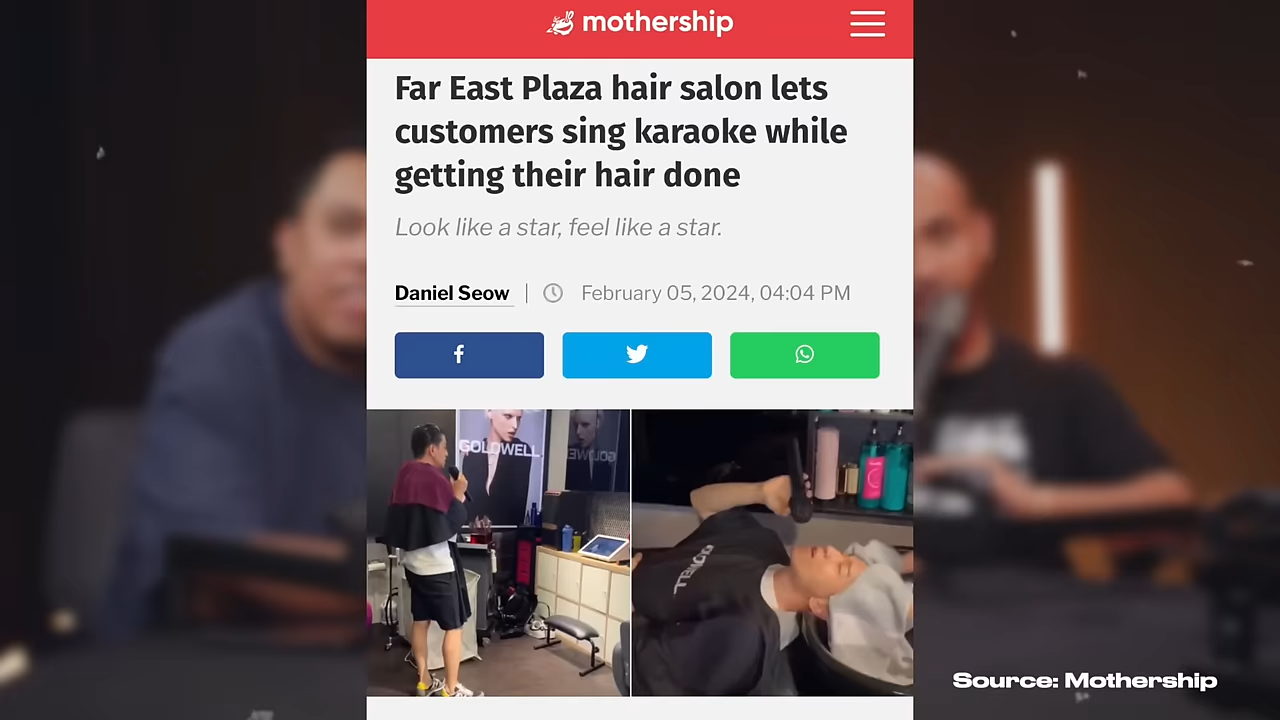 mothership
Far East Plaza hair salon lets
customers sing karaoke while
getting their hair done
Look like a star, feel like a star.
Daniel Seow | February 05, 2024, 04:04 PM
GOLDWELL
Source: Mothership